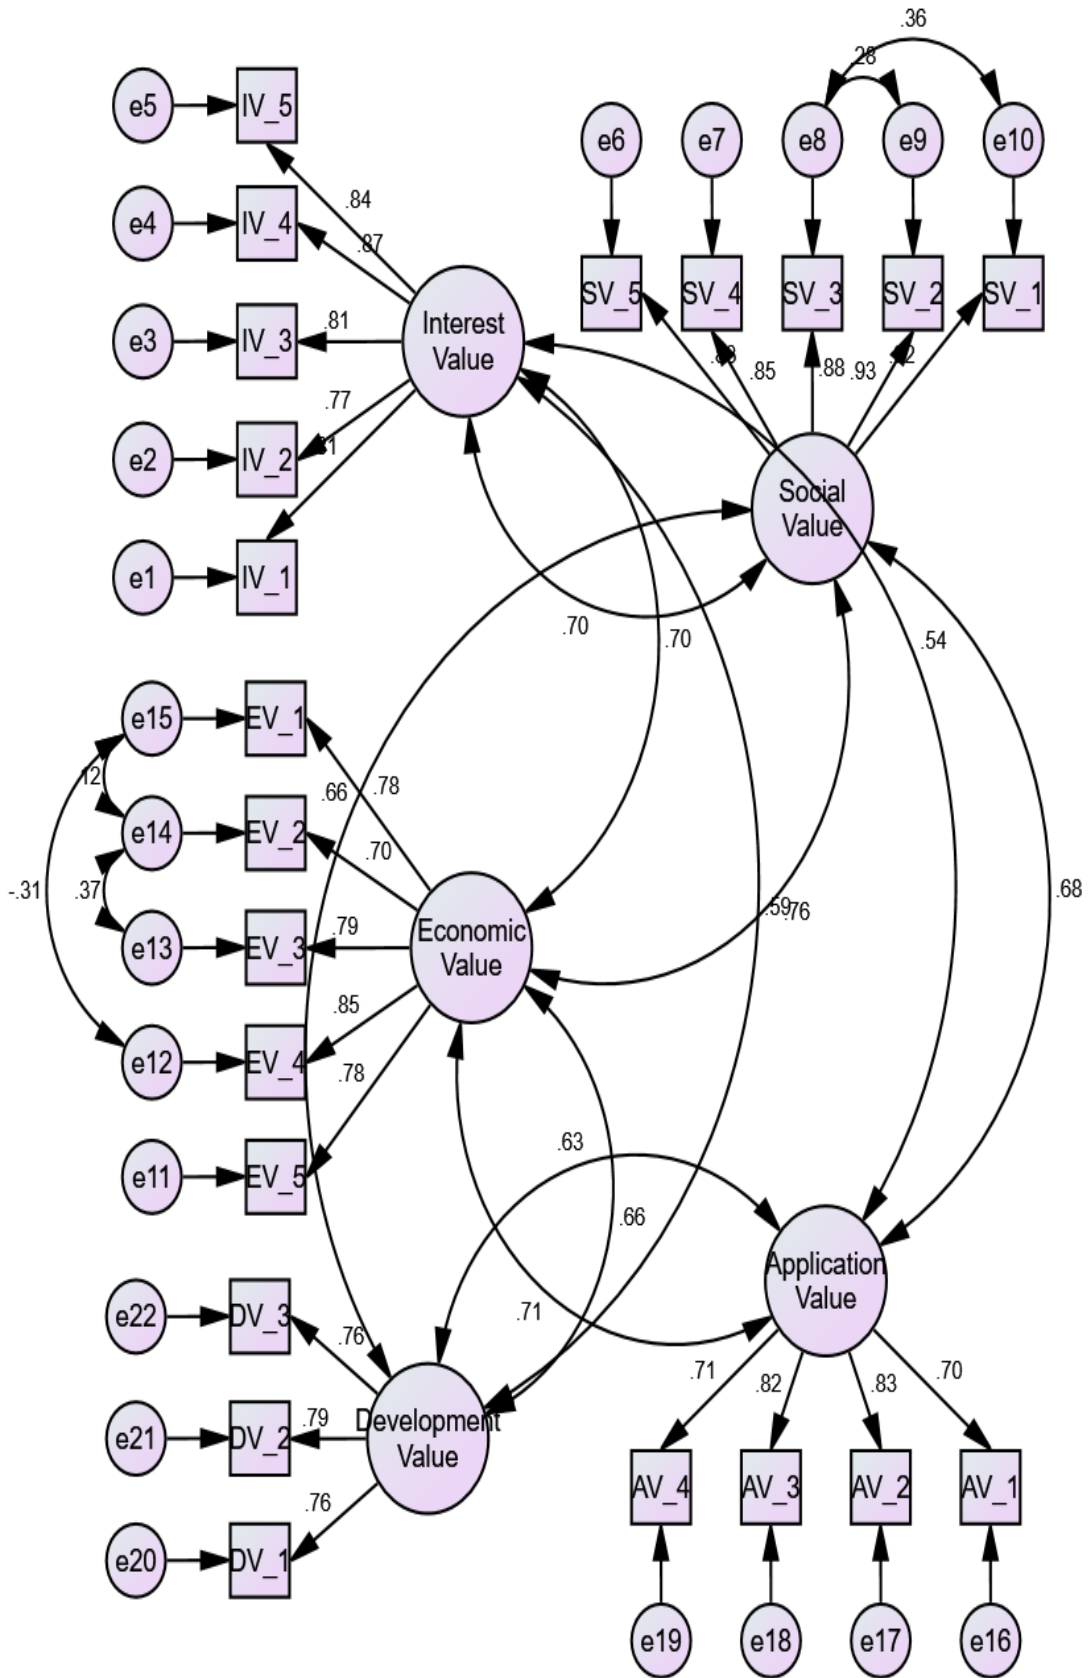 .36
.28
e5
IV_5
e6
e7
e8
e9
e10
.84
e4
IV_4
.87
SV_5
SV_4
SV_3
SV_2
SV_1
e3
IV_3
.81
Interest
Value
.85
.88
.93
.77
e2
IV_2
Social
Value
e1
IV_1
.70
.70
.54
e15
EV_1
12
.66
.78
e14
EV_2
.70
-.31
.37
.68
.59
.76
e13
EV_3
.79
Economic
Value
.85
e12
EV_4
.78
e11
EV_5
.63
.66
Application
Value
e22
DV_3
.76
.71
.71
.82
.83
.70
e21
DV_2
.79
Development
Value
AV_4
AV_3
AV_2
AV_1
.76
e20
DV_1
e19
e18
e17
e16